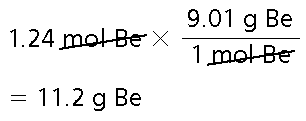 1.24 mol Be × 9.01 g Be / 1 mol Be
= 11.2 g Be